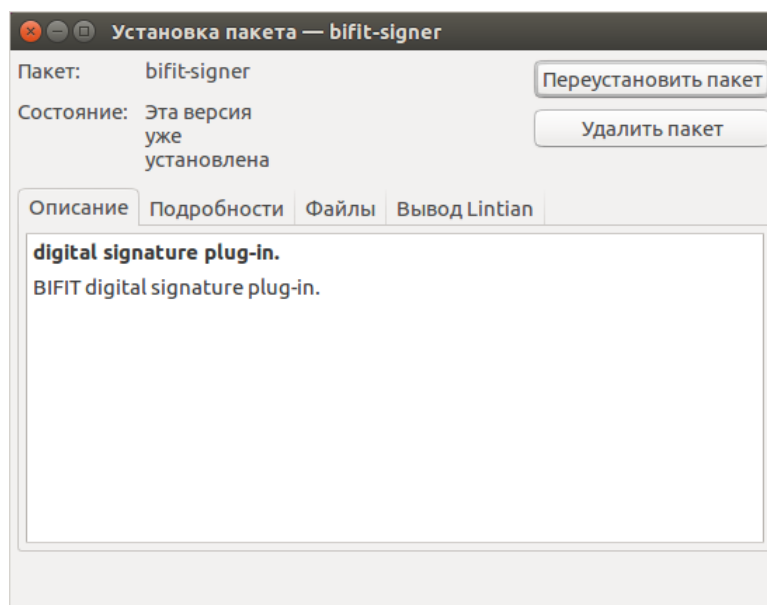 Установка пакета — bifit-signer
Пакет: bifit-signer
Переустановить пакет
Состояние: Эта версия
уже
установлена
Удалить пакет
Описание Подробности Файлы Вывод Lintian
digital signature plug-in.
BIFIT digital signature plug-in.